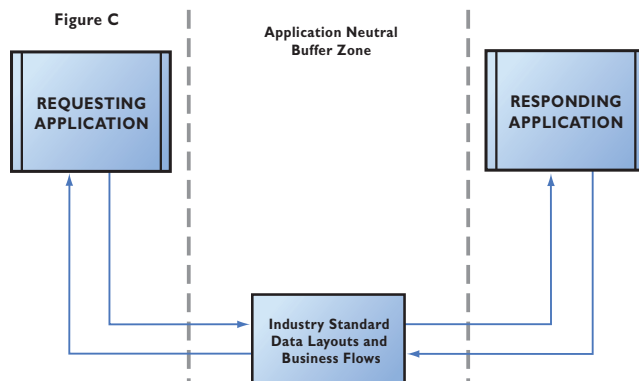 Figure C
Application Neutral
Buffer Zone
REQUESTING
APPLICATION
RESPONDING
APPLICATION
Industry Standard
Data Layouts and
Business Flows